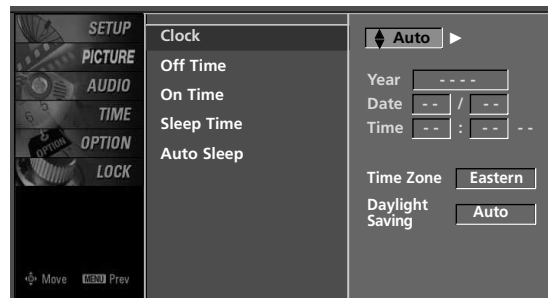 SETUP
PICTURE
AUDIO
TIME
OPTION
LOCK
Move MENU Prev
Clock
Off Time
On Time
Sleep Time
Auto Sleep
Auto
Year - - - -
Date - - / - -
Time - - : - - - -
Time Zone Eastern
Daylight Saving Auto